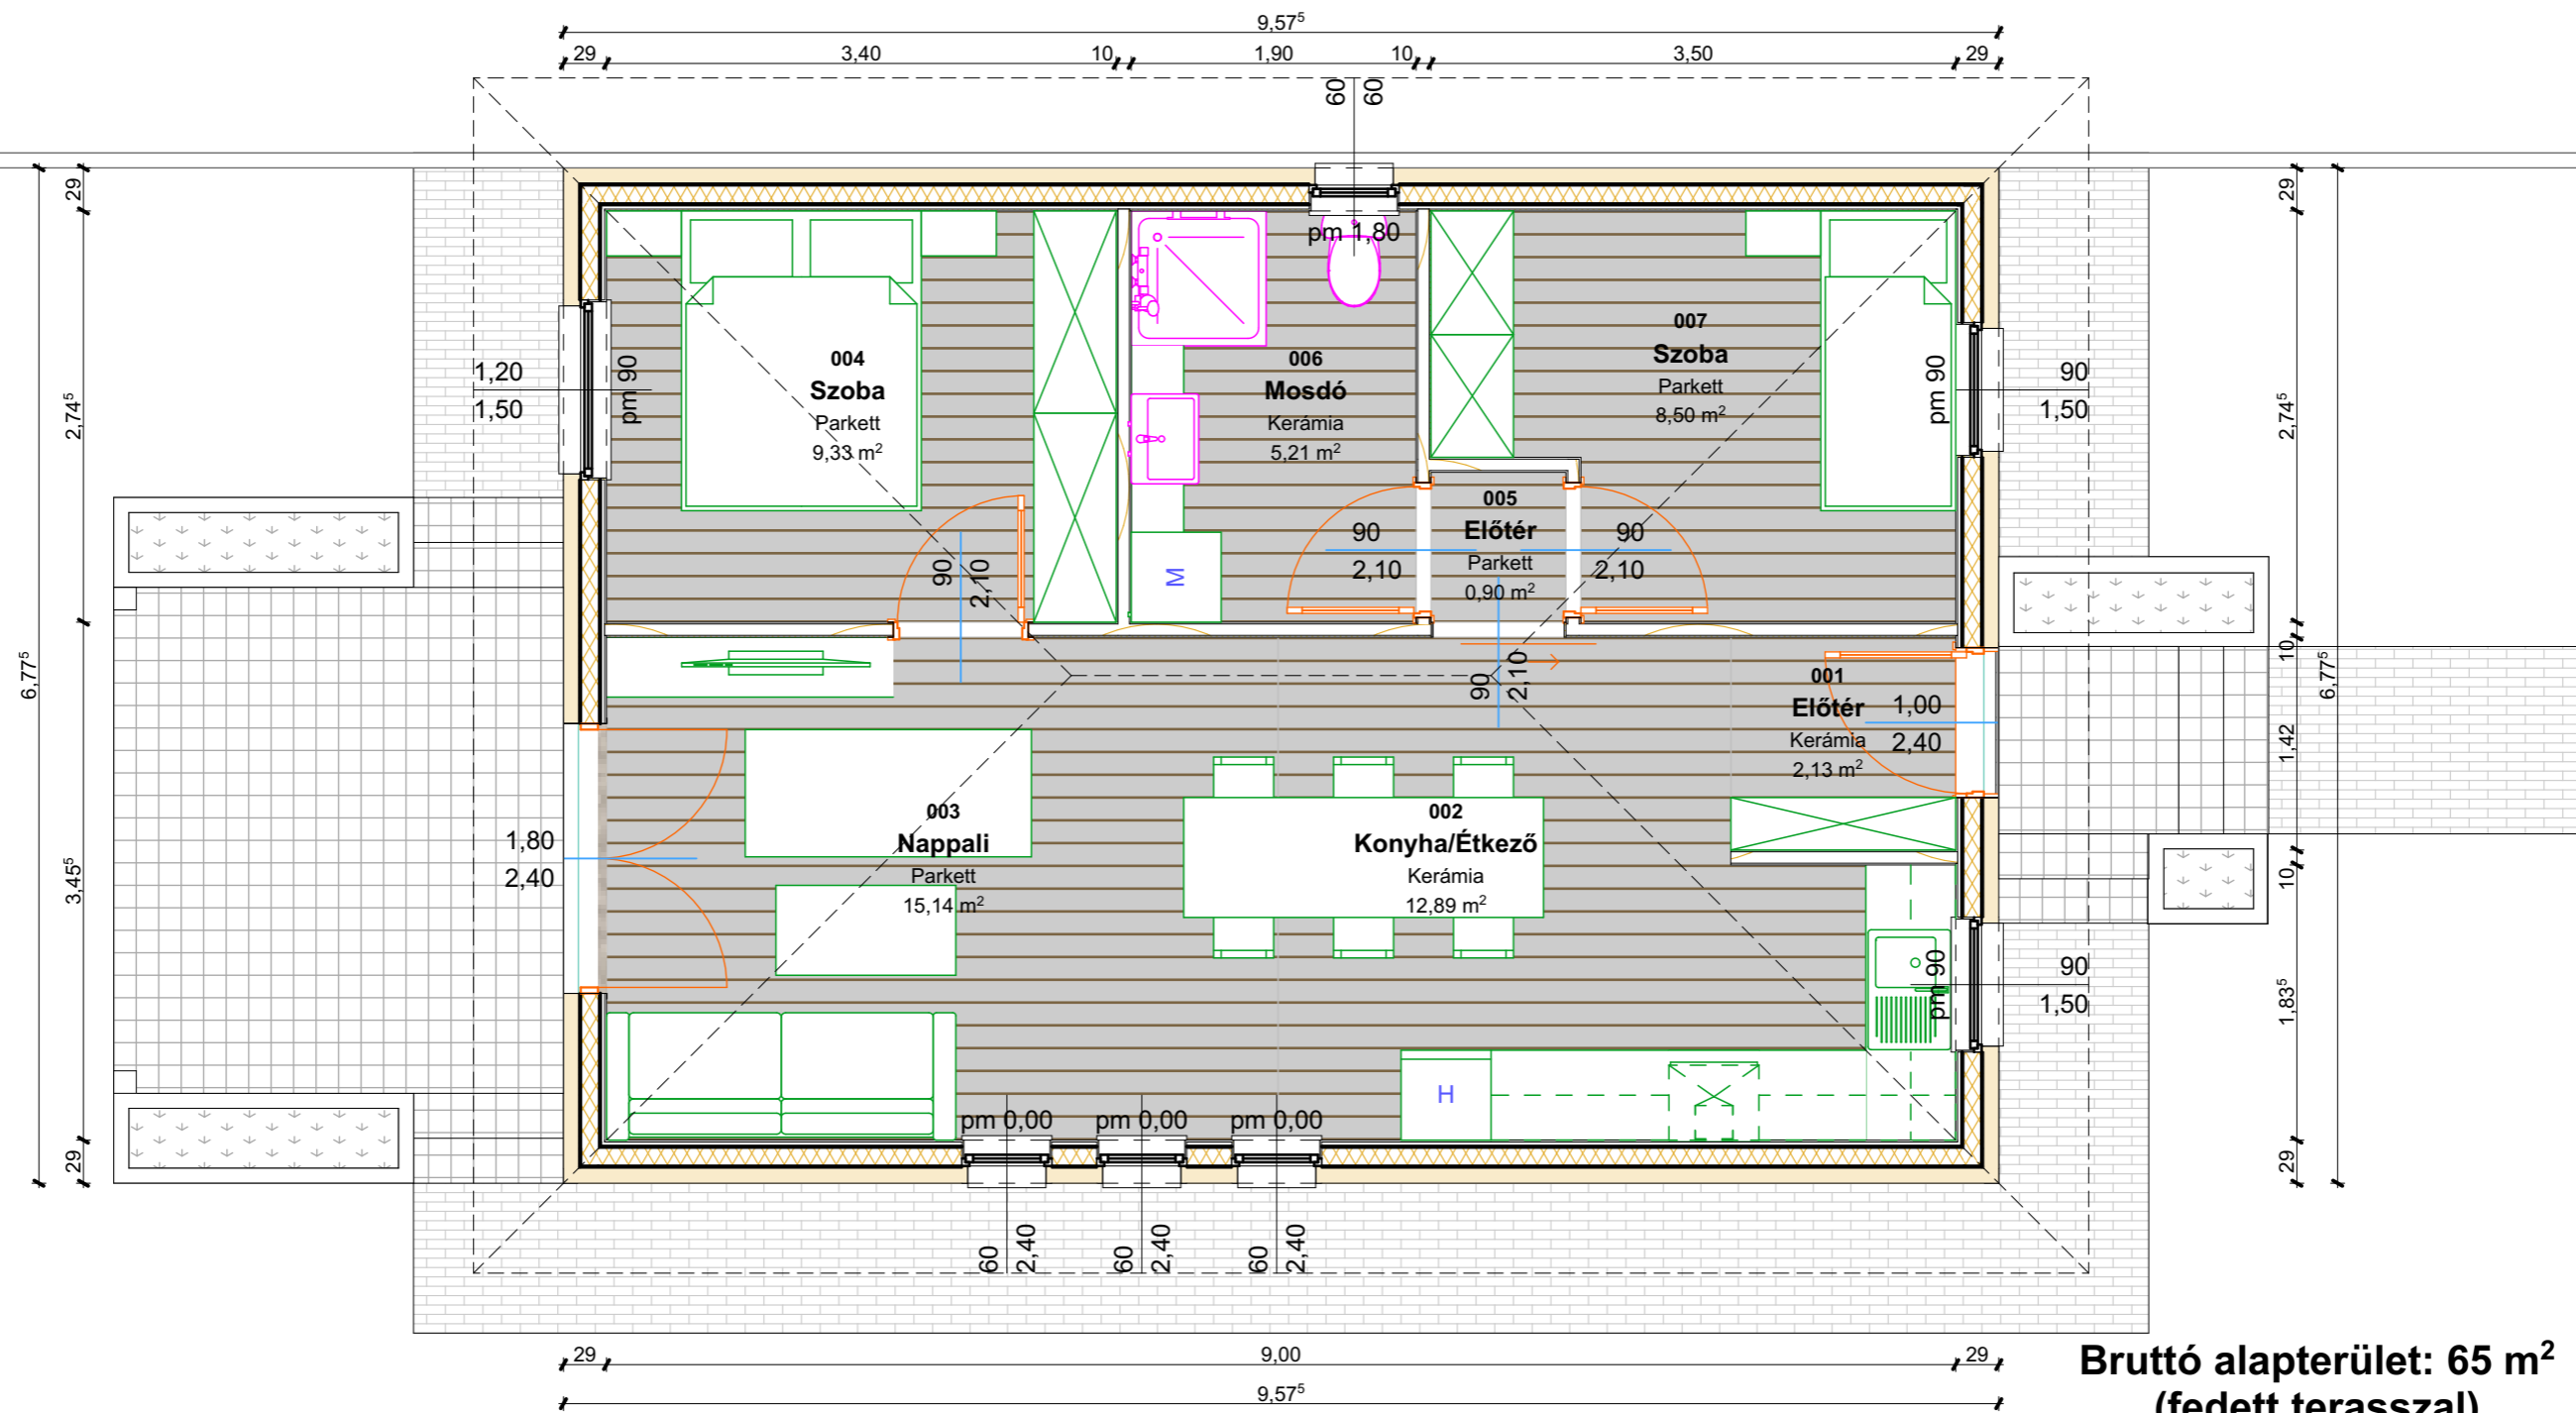 9,57⁵
29 3,40 10 1,90 10 3,50 29
60 60
pm 1,80
29
2,74⁵
3,45⁵
29
6,77⁵
1,20
1,50
pm 90
004
Szoba
Parkett
9,33 m²
90
2,10
006
Mosdó
Kerámia
5,21 m²
M
90
2,10
005
Előtér
Parkett
0,90 m²
90
2,10
007
Szoba
Parkett
8,50 m²
pm 90
90
1,50
90
2,10
001
Előtér
Kerámia
2,13 m²
1,00
2,40
1,80
2,40
003
Nappali
Parkett
15,14 m²
002
Konyha/Étkező
Kerámia
12,89 m²
pm 90
90
1,50
H
pm 0,00 pm 0,00 pm 0,00
60 2,40 60 2,40 60 2,40
29
2,74⁵
10
1,42
10
1,83⁵
29
6,77⁵
29 9,00 29
9,57⁵
Bruttó alapterület: 65 m²
(fedett terasszal)